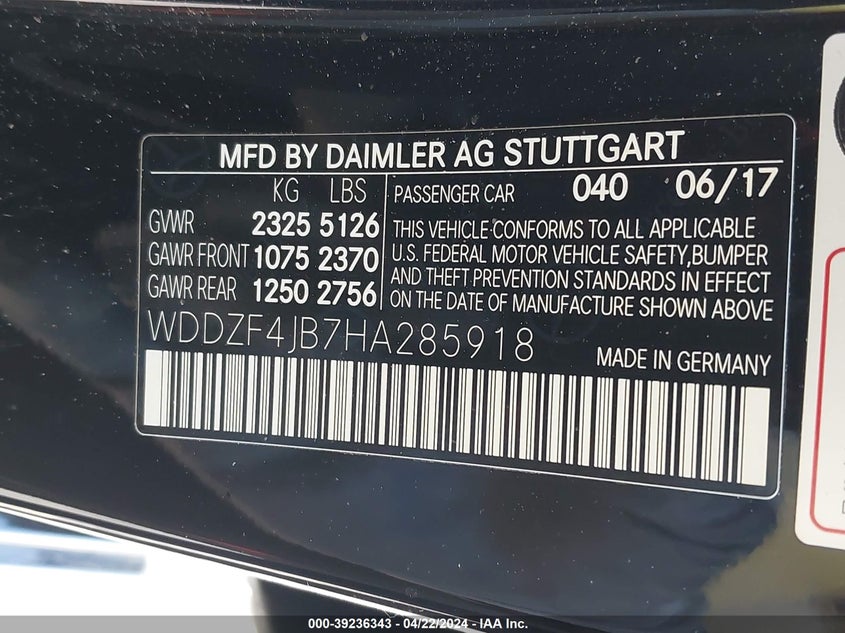 MFD BY DAIMLER AG STUTTGART
KG LBS
GVWR 2325 5126
GAWR FRONT 1075 2370
GAWR REAR 1250 2756
PASSENGER CAR 040 06/17
THIS VEHICLE CONFORMS TO ALL APPLICABLE
U.S. FEDERAL MOTOR VEHICLE SAFETY,BUMPER
AND THEFT PREVENTION STANDARDS IN EFFECT
ON THE DATE OF MANUFACTURE SHOWN ABOVE
WDDZF4JB7HA285918
MADE IN GERMANY
000-39236343 - 04/22/2024 - IAA Inc.